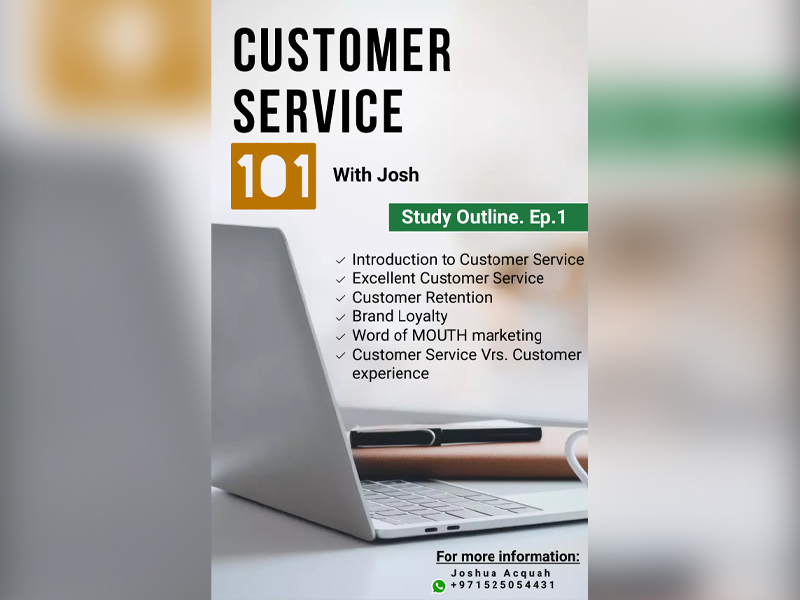 CUSTOMER
SERVICE
101
With Josh
Study Outline. Ep.1
Introduction to Customer Service
Excellent Customer Service
Customer Retention
Brand Loyalty
Word of MOUTH marketing
Customer Service Vrs. Customer
experience
For more information:
Joshua Acquah
+971525054431